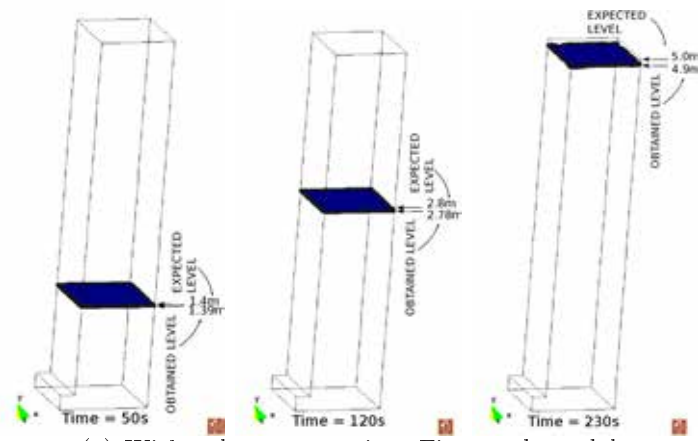 EXPECTED
LEVEL
1.4m
1.39m
OBTAINED LEVEL
Y
X
Time = 50s
EXPECTED
LEVEL
2.8m
2.78m
OBTAINED LEVEL
Y
X
Time = 120s
EXPECTED
LEVEL
5.0m
4.9m
OBTAINED LEVEL
Y
X
Time = 230s